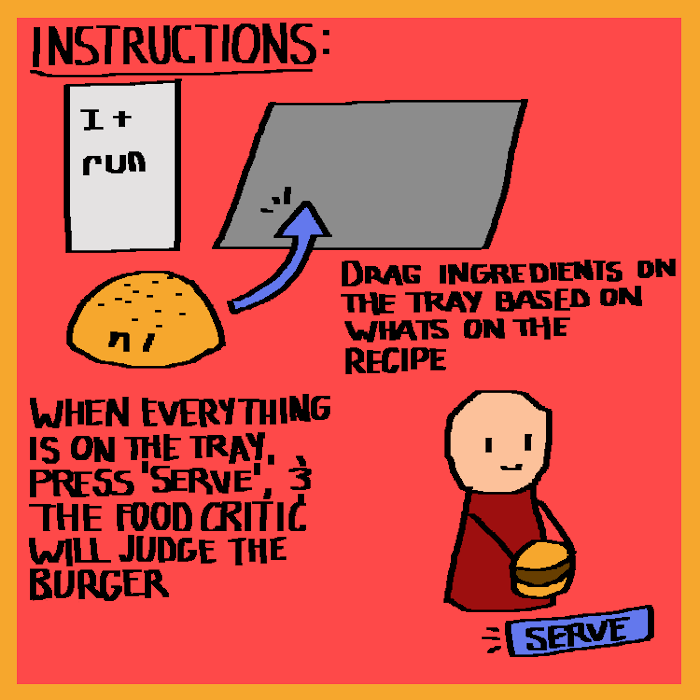 INSTRUCTIONS:
I +
run
n i
DRAG INGREDIENTS ON
THE TRAY BASED ON
WHATS ON THE
RECIPE
WHEN EVERYTHING
IS ON THE TRAY,
PRESS 'SERVE', &
THE FOOD CRITIC
WILL JUDGE THE
BURGER
SERVE